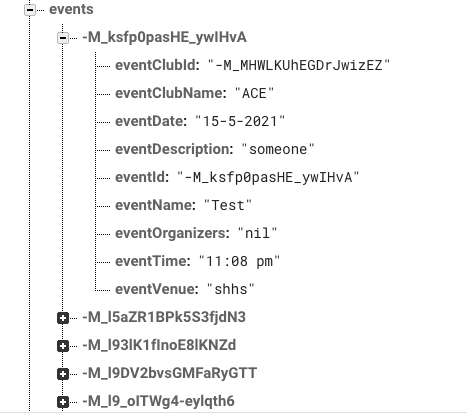 events
-M_ksfp0pasHE_ywIHvA
eventClubId: "-M_MHWLKUhEGDrJwizEZ"
eventClubName: "ACE"
eventDate: "15-5-2021"
eventDescription: "someone"
eventId: "-M_ksfp0pasHE_ywIHvA"
eventName: "Test"
eventOrganizers: "nil"
eventTime: "11:08 pm"
eventVenue: "shhs"
-M_l5aZR1BPk5S3fjdN3
-M_l93lK1flnoE8lKNZd
-M_l9DV2bvsGMFaRyGTT
-M_l9_oITWg4-eylqth6